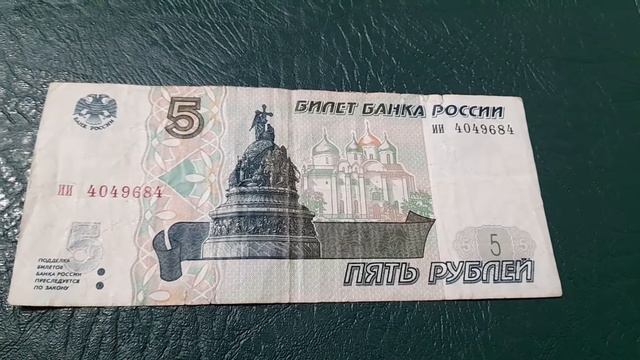 5
БИЛЕТ БАНКА РОССИИ
БАНК РОССИИ
ИИ 4049684
ИИ 4049684
5
5
5
5
ПОДДЕЛКА
БИЛЕТОВ
БАНКА РОССИИ
ПРЕСЛЕДУЕТСЯ
ПО ЗАКОНУ
ПЯТЬ РУБЛЕЙ